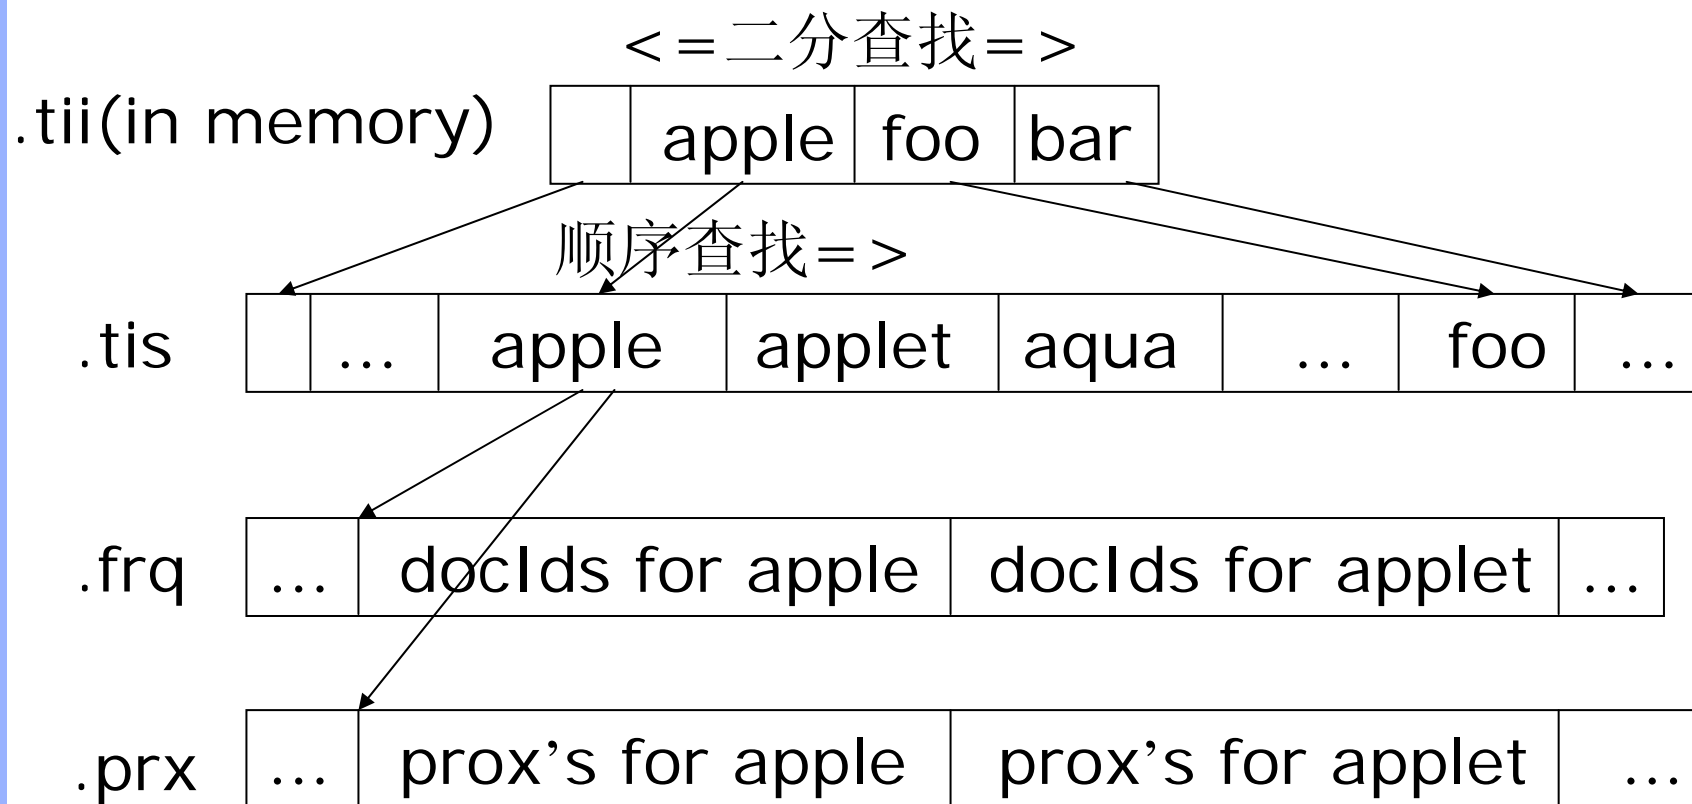 <=二分查找=>
.tii(in memory) apple foo bar
顺序查找=>
.tis ... apple applet aqua ... foo ...
.frq ... docIds for apple docIds for applet ...
.prx ... prox’s for apple prox’s for applet ...